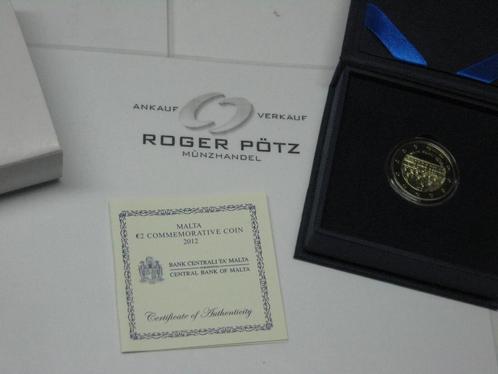 ANKAUF VERKAUF
ROGER PÖTZ
MÜNZHANDEL
MALTA
€2 COMMEMORATIVE COIN
2012
BANK ĊENTRALI TA' MALTA
CENTRAL BANK OF MALTA
Certificate of Authenticity